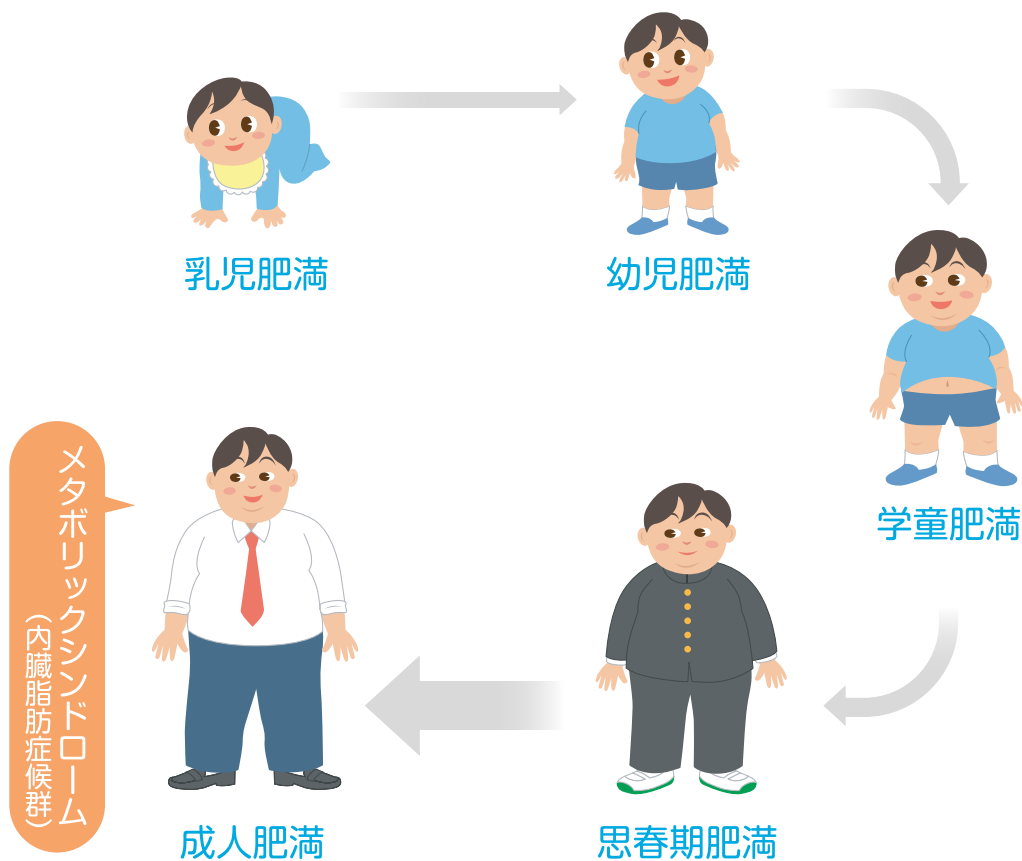 乳児肥満
幼児肥満
学童肥満
思春期肥満
成人肥満
メタボリックシンドローム
(内臓脂肪症候群)